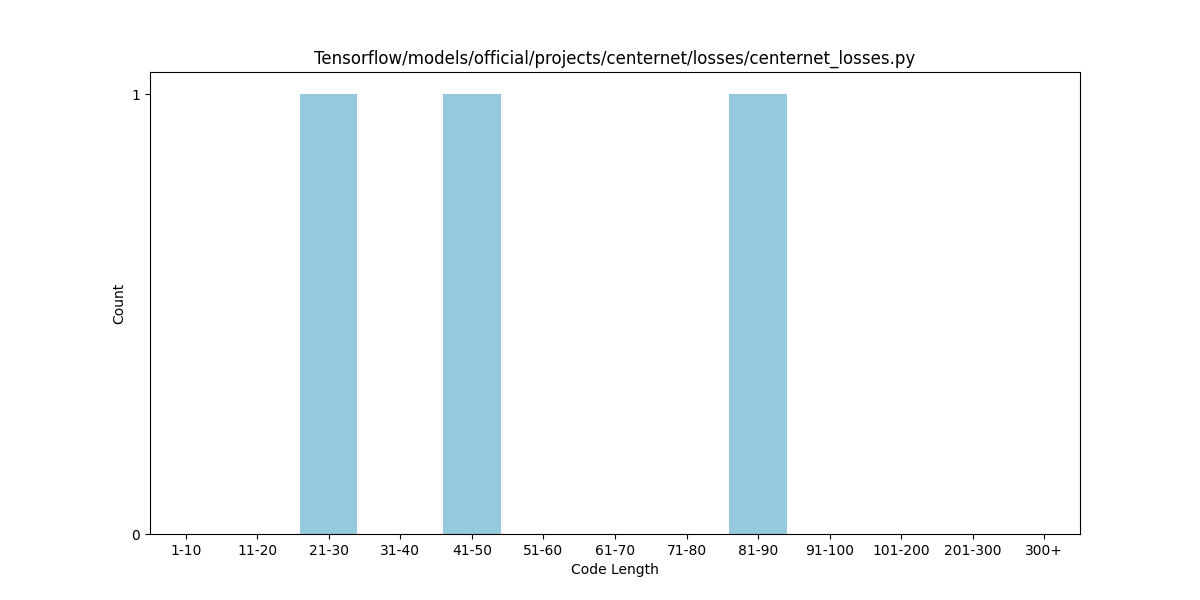 Tensorflow/models/official/projects/centernet/losses/centernet_losses.py
Count
1
0
1-10 11-20 21-30 31-40 41-50 51-60 61-70 71-80 81-90 91-100 101-200 201-300 300+
Code Length